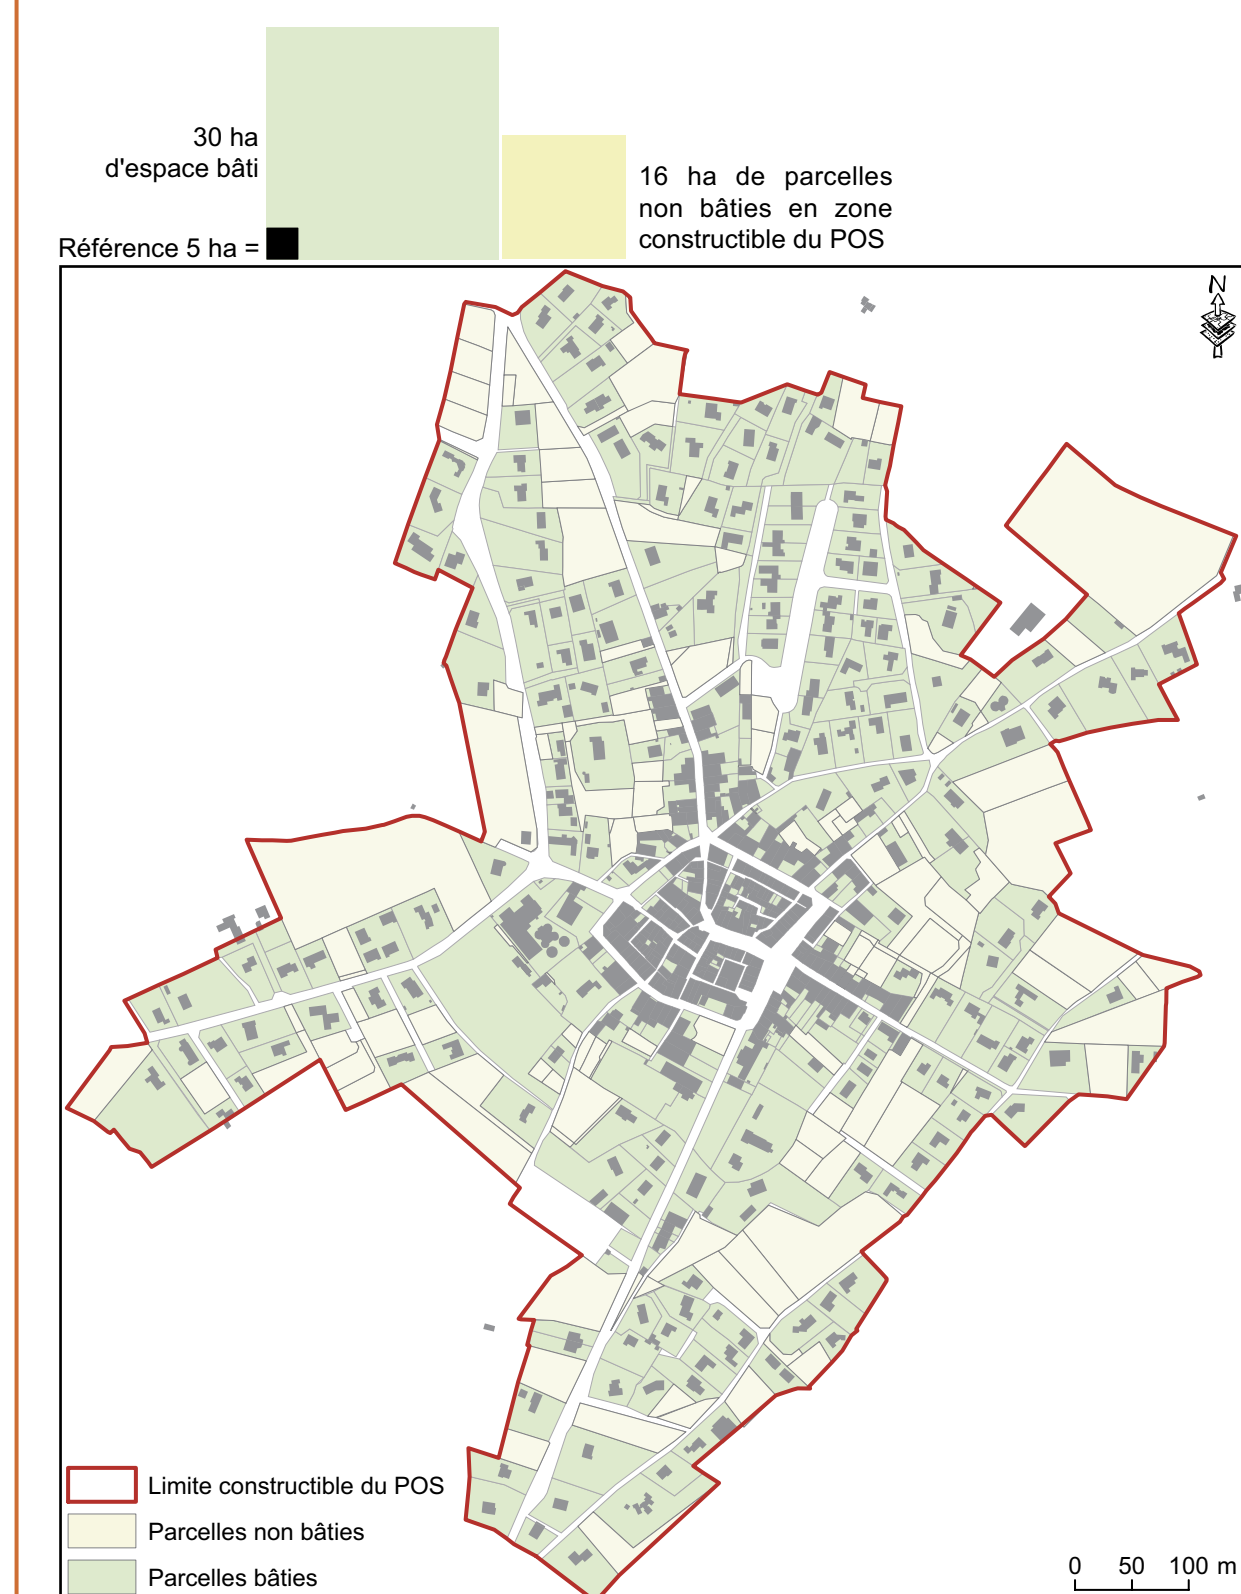 30 ha
d'espace bâti
16 ha de parcelles
non bâties en zone
constructible du POS
Référence 5 ha =
N
Limite constructible du POS
Parcelles non bâties
Parcelles bâties
0 50 100 m